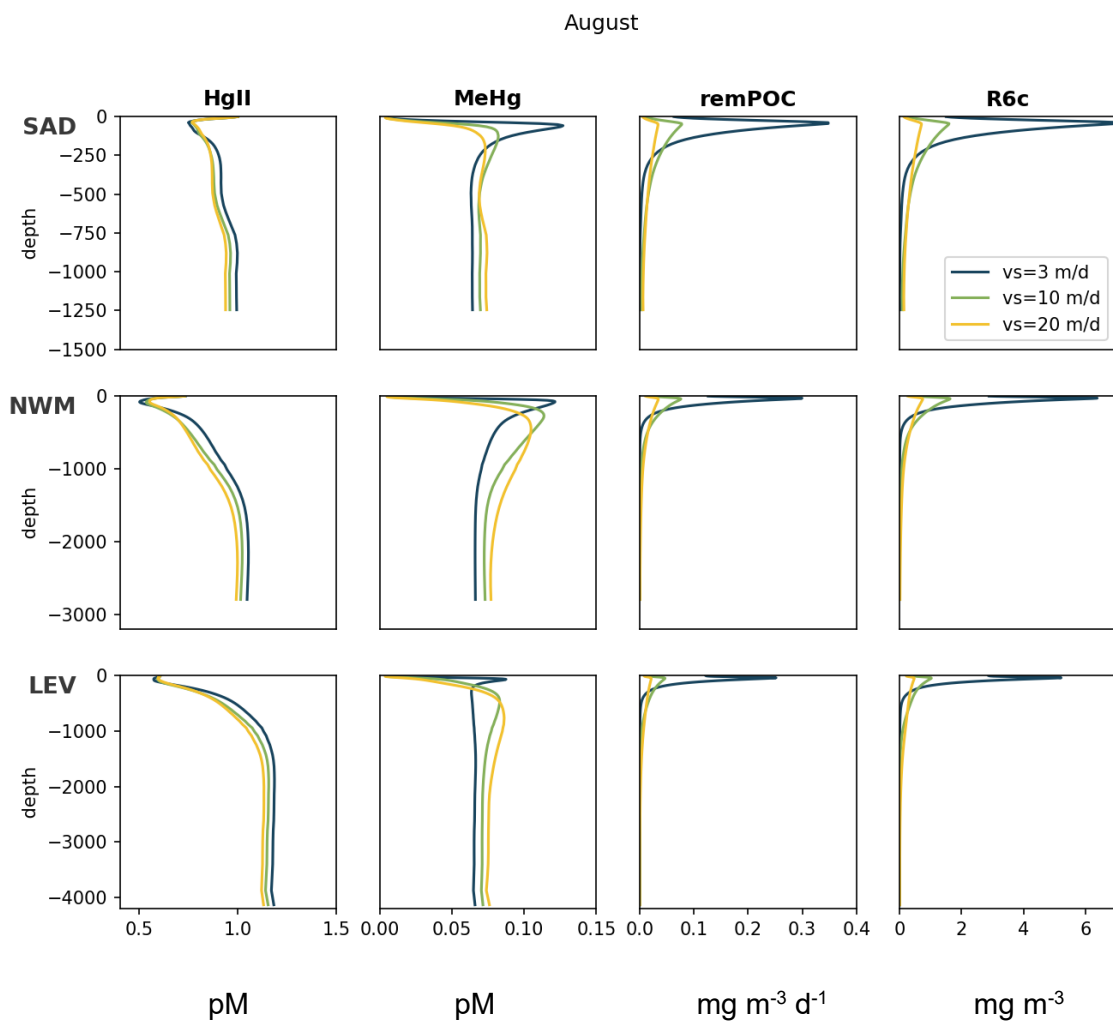 August
HgII MeHg remPOC R6c
SAD
0
−250
−500
−750
−1000
−1250
−1500
depth
vs=3 m/d
vs=10 m/d
vs=20 m/d
NWM
0
−1000
−2000
−3000
depth
LEV
0
−1000
−2000
−3000
−4000
depth
0.5 1.0 1.5 0.00 0.05 0.10 0.15 0.0 0.1 0.2 0.3 0.4 0 2 4 6
pM pM mg m⁻³ d⁻¹ mg m⁻³